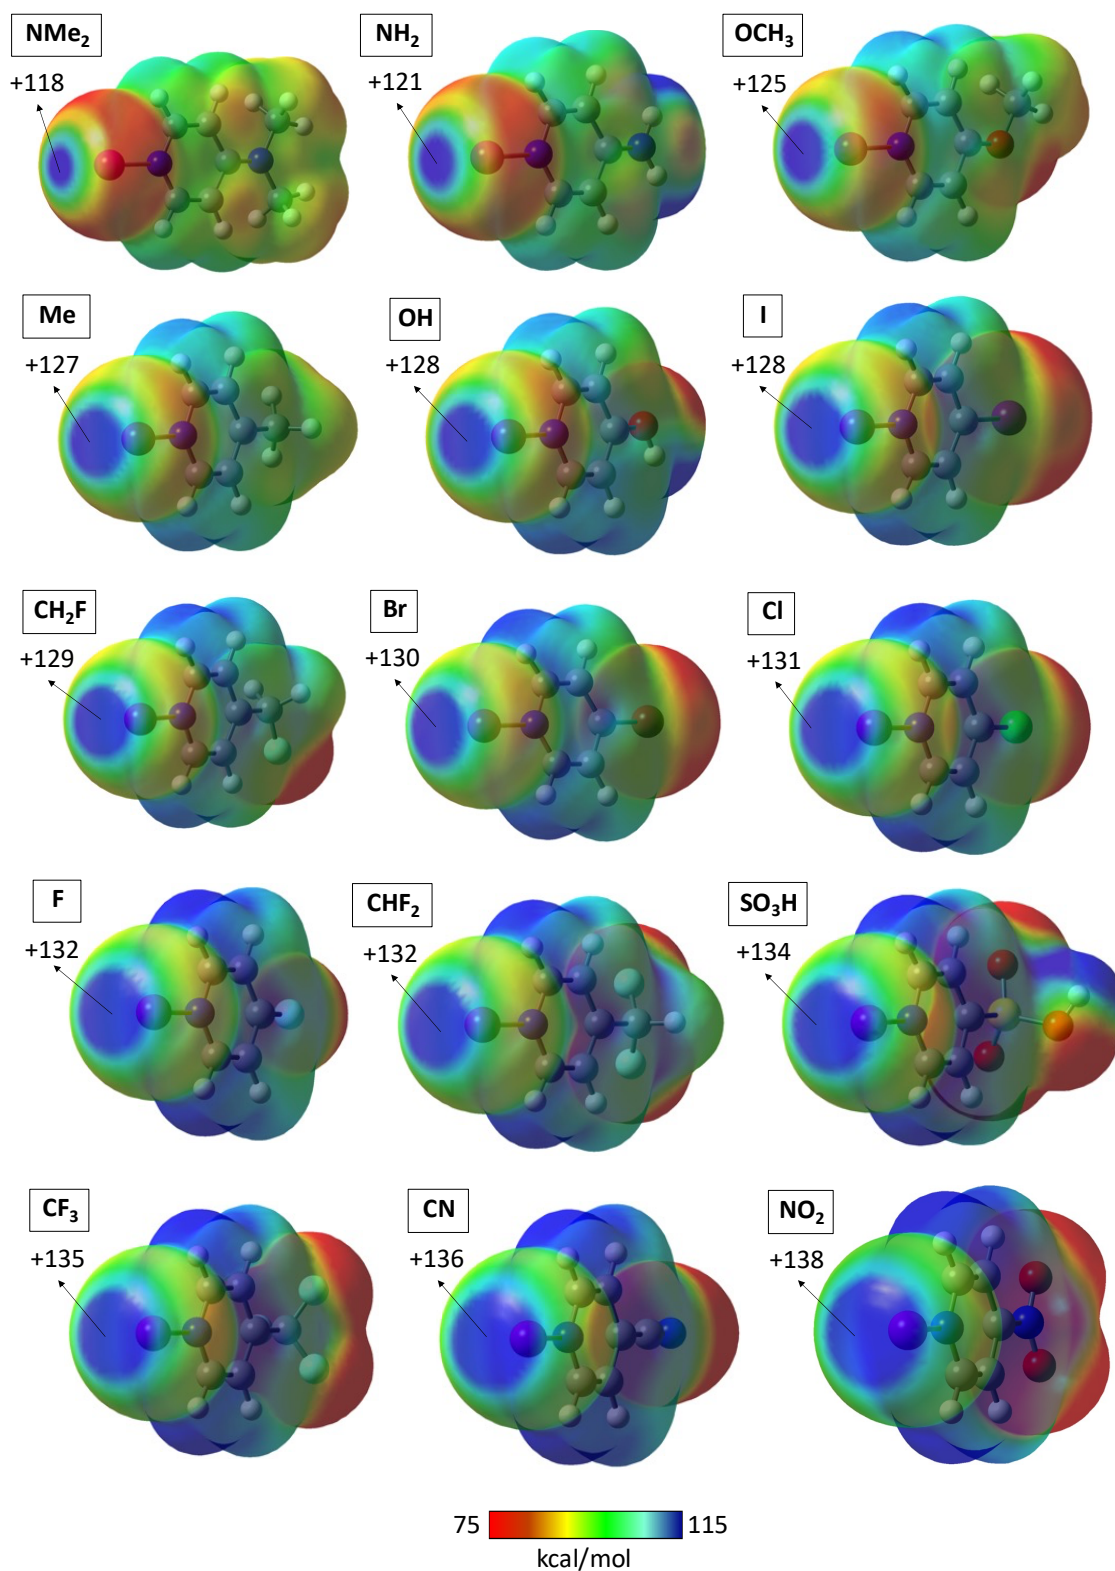 NMe₂
+118
NH₂
+121
OCH₃
+125
Me
+127
OH
+128
I
+128
CH₂F
+129
Br
+130
Cl
+131
F
+132
CHF₂
+132
SO₃H
+134
CF₃
+135
CN
+136
NO₂
+138
75 115
kcal/mol